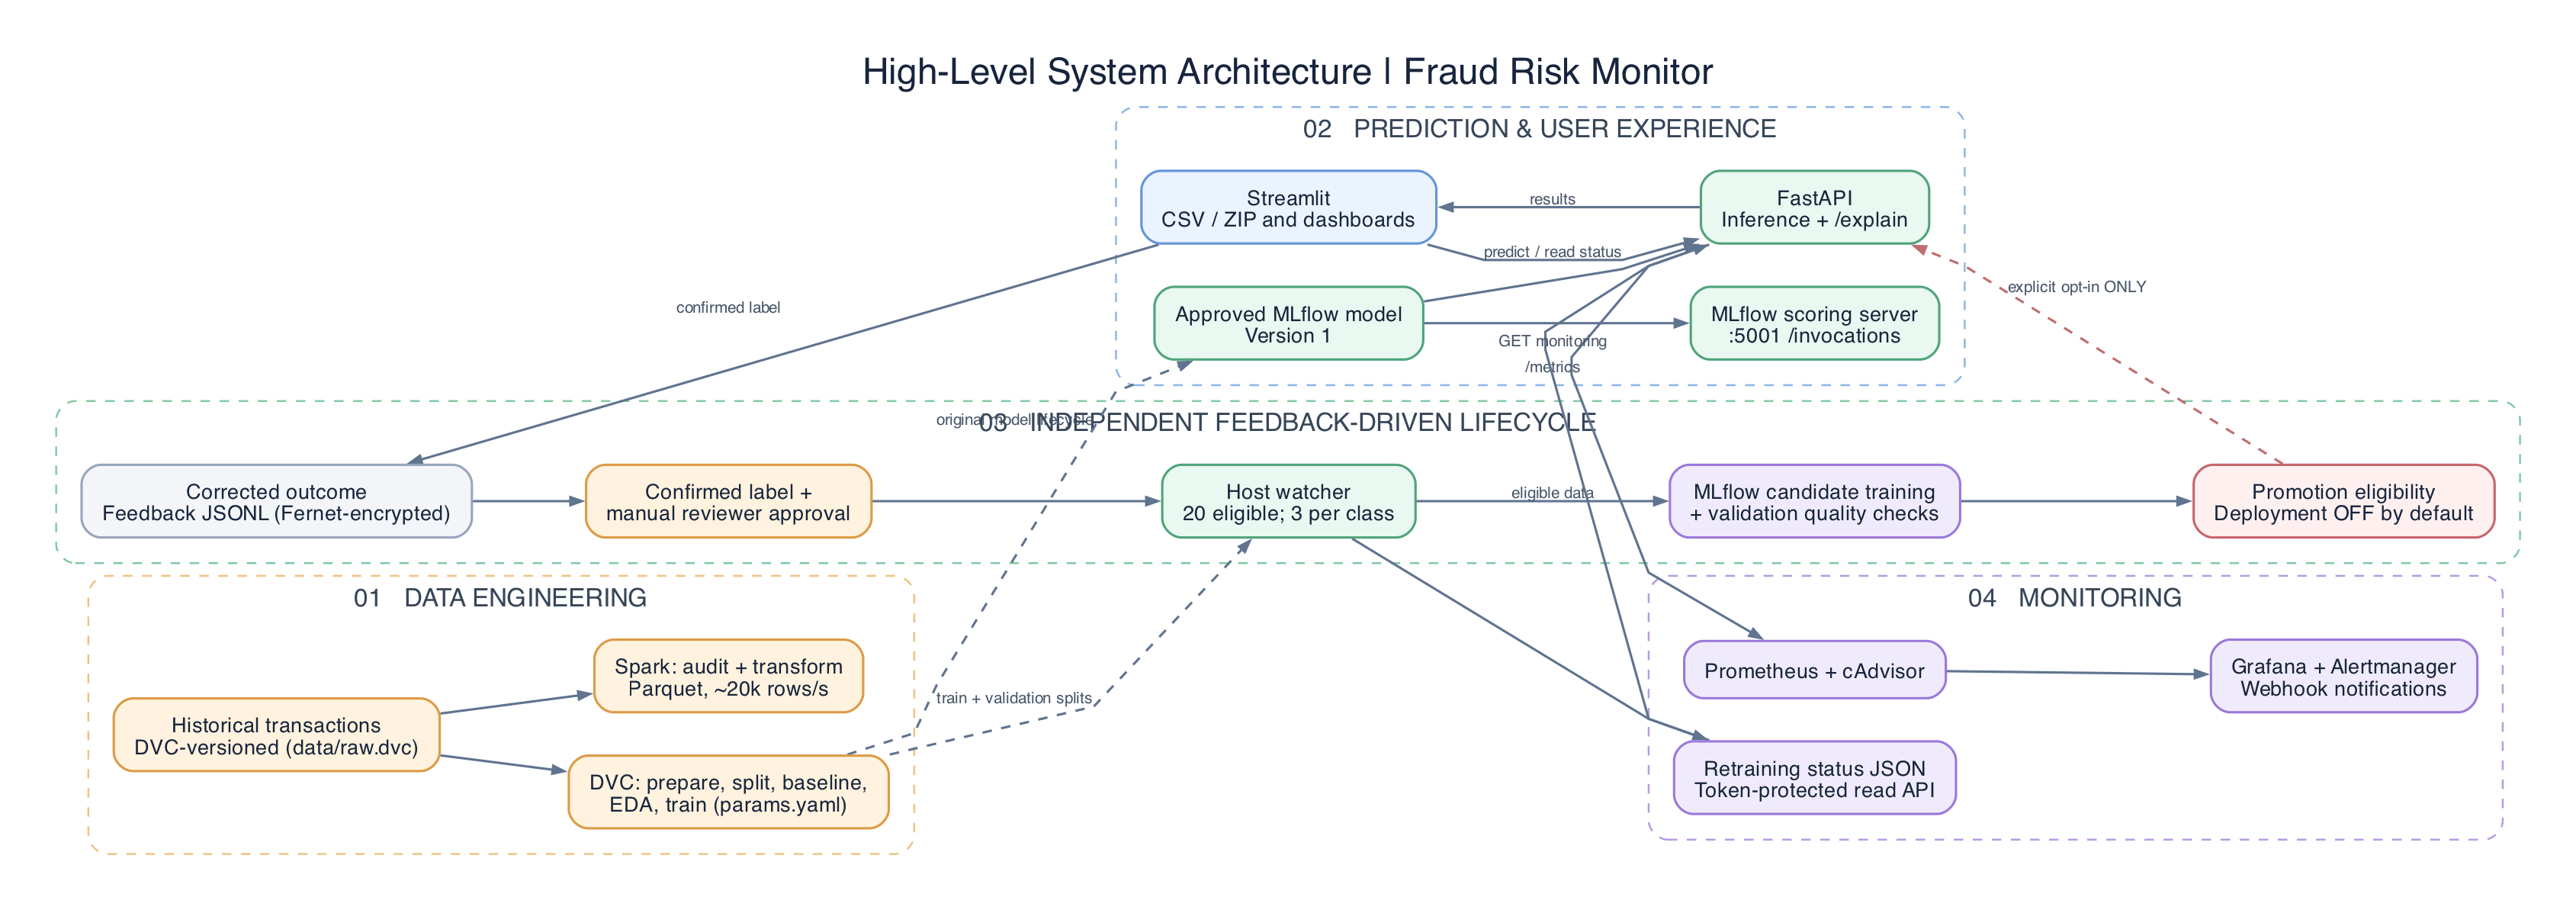 High-Level System Architecture | Fraud Risk Monitor
02 PREDICTION & USER EXPERIENCE
Streamlit
CSV / ZIP and dashboards
results
FastAPI
Inference + /explain
predict / read status
Approved MLflow model
Version 1
MLflow scoring server
:5001 /invocations
explicit opt-in ONLY
confirmed label
GET monitoring
/metrics
original model lifecycle
03 INDEPENDENT FEEDBACK-DRIVEN LIFECYCLE
Corrected outcome
Feedback JSONL (Fernet-encrypted)
Confirmed label +
manual reviewer approval
Host watcher
20 eligible; 3 per class
eligible data
MLflow candidate training
+ validation quality checks
Promotion eligibility
Deployment OFF by default
01 DATA ENGINEERING
Historical transactions
DVC-versioned (data/raw.dvc)
Spark: audit + transform
Parquet, ~20k rows/s
DVC: prepare, split, baseline,
EDA, train (params.yaml)
train + validation splits
04 MONITORING
Prometheus + cAdvisor
Grafana + Alertmanager
Webhook notifications
Retraining status JSON
Token-protected read API